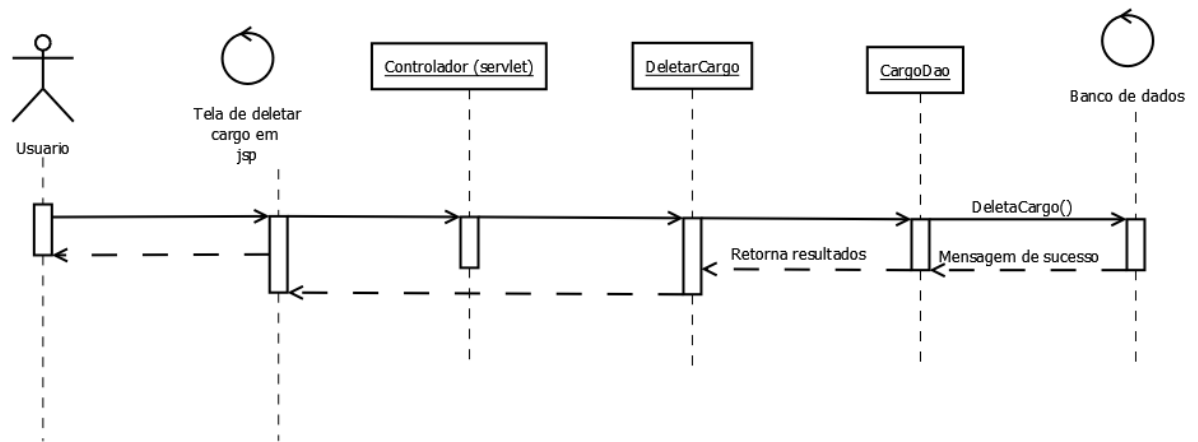 Usuario
Tela de deletar
cargo em
jsp
Controlador (servlet)
DeletarCargo
CargoDao
Banco de dados
DeletaCargo()
Retorna resultados
Mensagem de sucesso